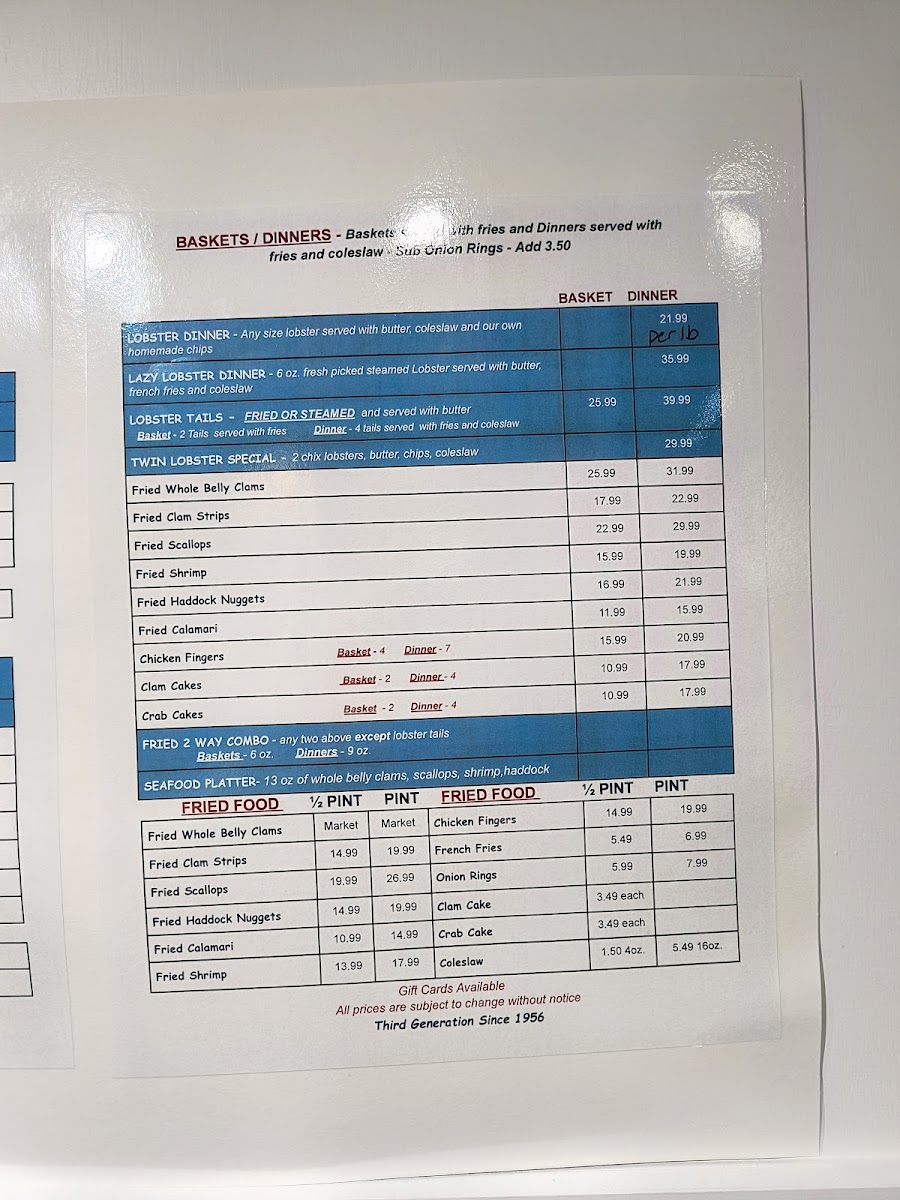 BASKETS / DINNERS - Baskets with fries and Dinners served with
fries and coleslaw - Sub Onion Rings - Add 3.50
BASKET DINNER
LOBSTER DINNER - Any size lobster served with butter, coleslaw and our own 21.99
homemade chips per lb
LAZY LOBSTER DINNER - 6 oz. fresh picked steamed Lobster served with butter, 35.99
french fries and coleslaw
LOBSTER TAILS - FRIED OR STEAMED and served with butter 25.99 39.99
Basket - 2 Tails served with fries Dinner - 4 tails served with fries and coleslaw
TWIN LOBSTER SPECIAL - 2 chix lobsters, butter, chips, coleslaw 29.99
Fried Whole Belly Clams 25.99 31.99
Fried Clam Strips 17.99 22.99
Fried Scallops 22.99 29.99
Fried Shrimp 15.99 19.99
Fried Haddock Nuggets 16.99 21.99
Fried Calamari 11.99 15.99
Chicken Fingers Basket - 4 Dinner - 7 15.99 20.99
Clam Cakes Basket - 2 Dinner - 4 10.99 17.99
Crab Cakes Basket - 2 Dinner - 4 10.99 17.99
FRIED 2 WAY COMBO - any two above except lobster tails
Baskets - 6 oz. Dinners - 9 oz.
SEAFOOD PLATTER- 13 oz of whole belly clams, scallops, shrimp,haddock
FRIED FOOD ½ PINT PINT FRIED FOOD ½ PINT PINT
Fried Whole Belly Clams Market Market Chicken Fingers 14.99 19.99
Fried Clam Strips 14.99 19.99 French Fries 5.49 6.99
Fried Scallops 19.99 26.99 Onion Rings 5.99 7.99
Fried Haddock Nuggets 14.99 19.99 Clam Cake 3.49 each
Fried Calamari 10.99 14.99 Crab Cake 3.49 each
Fried Shrimp 13.99 17.99 Coleslaw 1.50 4oz. 5.49 16oz.
Gift Cards Available
All prices are subject to change without notice
Third Generation Since 1956